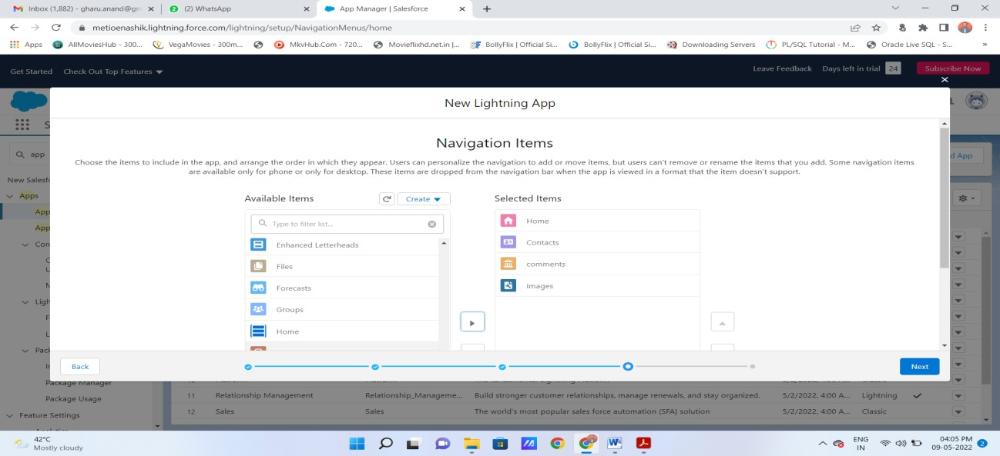 Inbox (1,882) - gharu.anand@gm
(2) WhatsApp
App Manager | Salesforce
metioenashik.lightning.force.com/lightning/setup/NavigationMenus/home
Apps
AllMoviesHub - 300...
VegaMovies - 300m...
MkvHub.Com - 720...
Movieflixhd.net.in |...
BollyFlix | Official Si...
BollyFlix | Official Si...
Downloading Servers
PL/SQL Tutorial - M...
Oracle Live SQL - S...
»
Get Started
Check Out Top Features
Leave Feedback
Days left in trial
24
Subscribe Now
New Lightning App
S
app
d App
Navigation Items
Choose the items to include in the app, and arrange the order in which they appear. Users can personalize the navigation to add or move items, but users can't remove or rename the items that you add. Some navigation items
are available only for phone or only for desktop. These items are dropped from the navigation bar when the app is viewed in a format that the item doesn't support.
New Salesf
Apps
App
App
Con
Ligh
F
L
Pack
Available Items
Create
Type to filter list...
Enhanced Letterheads
Files
Forecasts
Groups
Home
Selected Items
Home
Contacts
comments
Images
Back
Next
Package Manager
Package Usage
Feature Settings
11 Relationship Management Relationship_Manageme... Build stronger customer relationships, manage renewals, and stay organized. 5/2/2022, 4:00 A... Lightning
12 Sales Sales The world's most popular sales force automation (SFA) solution 5/2/2022, 4:00 A... Classic
42°C
Mostly cloudy
ENG
IN
04:05 PM
09-05-2022
2